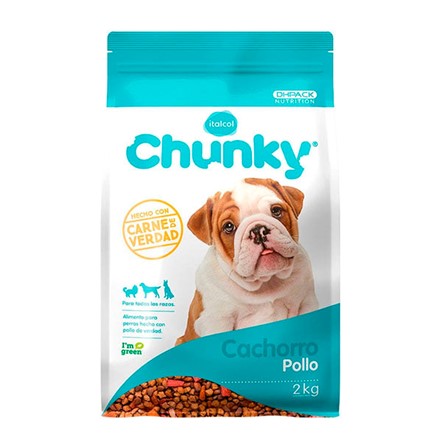 DHPACK
NUTRITION
italcol
Chunky®
HECHO CON
CARNE DE
VERDAD
Para todas las razas.
Alimento para
perros hecho con
pollo de verdad.
I'm
green
Cachorro
Pollo
2kg